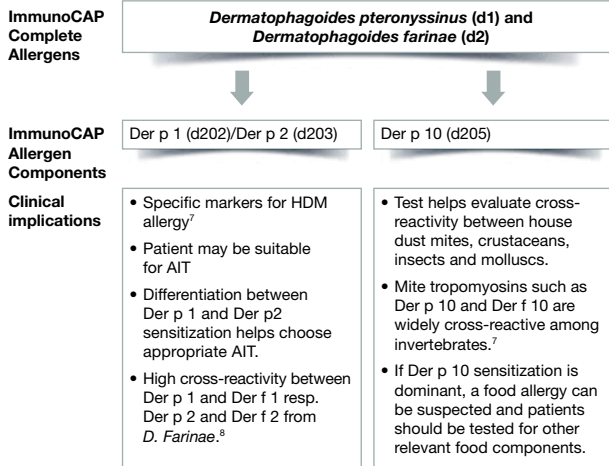 ImmunoCAP
Complete
Allergens
Dermatophagoides pteronyssinus (d1) and
Dermatophagoides farinae (d2)
ImmunoCAP
Allergen
Components
Der p 1 (d202)/Der p 2 (d203)
Der p 10 (d205)
Clinical
implications
• Specific markers for HDM
allergy⁷
• Patient may be suitable
for AIT
• Differentiation between
Der p 1 and Der p2
sensitization helps choose
appropriate AIT.
• High cross-reactivity between
Der p 1 and Der f 1 resp.
Der p 2 and Der f 2 from
D. Farinae.⁸
• Test helps evaluate cross-
reactivity between house
dust mites, crustaceans,
insects and molluscs.
• Mite tropomyosins such as
Der p 10 and Der f 10 are
widely cross-reactive among
invertebrates.⁷
• If Der p 10 sensitization is
dominant, a food allergy can
be suspected and patients
should be tested for other
relevant food components.